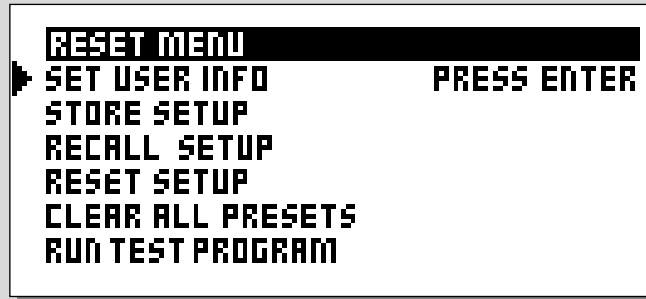 RESET MENU
SET USER INFO PRESS ENTER
STORE SETUP
RECALL SETUP
RESET SETUP
CLEAR ALL PRESETS
RUN TEST PROGRAM